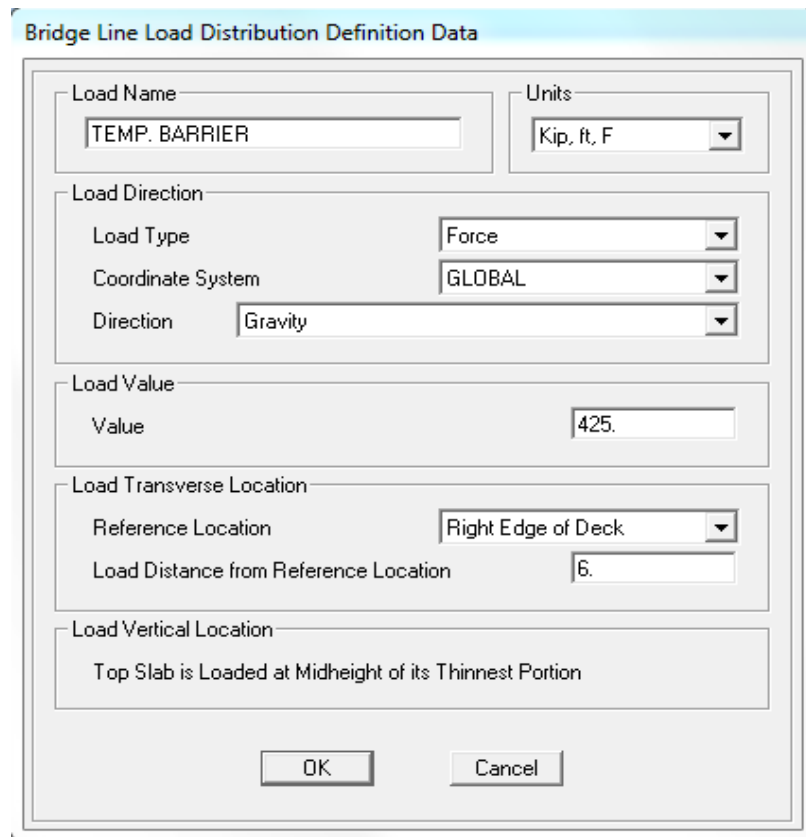 Bridge Line Load Distribution Definition Data
Load Name
TEMP. BARRIER
Units
Kip, ft, F
Load Direction
Load Type Force
Coordinate System GLOBAL
Direction Gravity
Load Value
Value 425.
Load Transverse Location
Reference Location Right Edge of Deck
Load Distance from Reference Location 6.
Load Vertical Location
Top Slab is Loaded at Midheight of its Thinnest Portion
OK Cancel